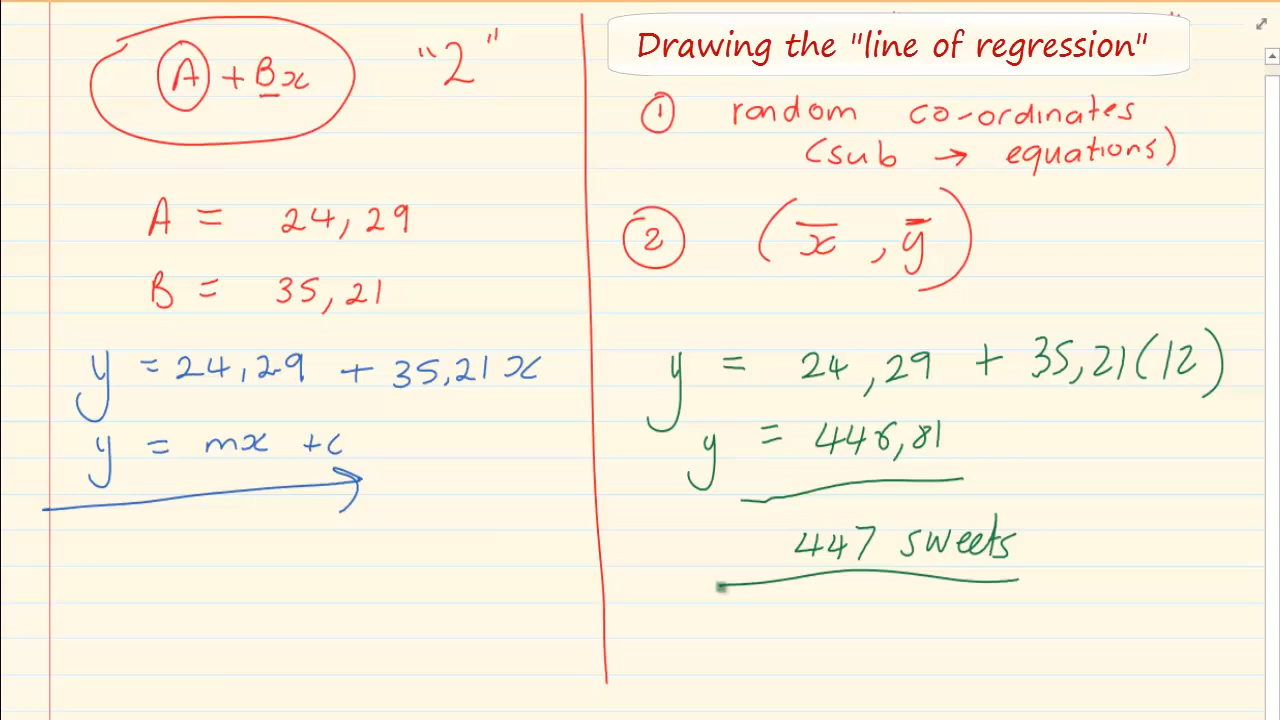 A + Bx "2"
A = 24,29
B = 35,21
y = 24,29 + 35,21 x
y = mx + c
Drawing the "line of regression"
① random co-ordinates
(sub → equations)
② (x̅ , y̅)
y = 24,29 + 35,21(12)
y = 446,81
447 sweets